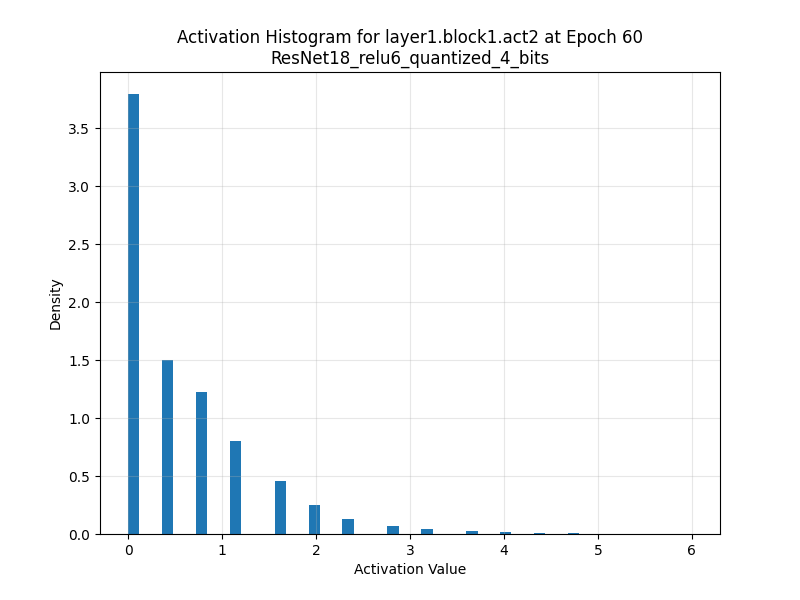 Activation Histogram for layer1.block1.act2 at Epoch 60
ResNet18_relu6_quantized_4_bits
3.5
3.0
2.5
2.0
1.5
1.0
0.5
0.0
Density
0 1 2 3 4 5 6
Activation Value